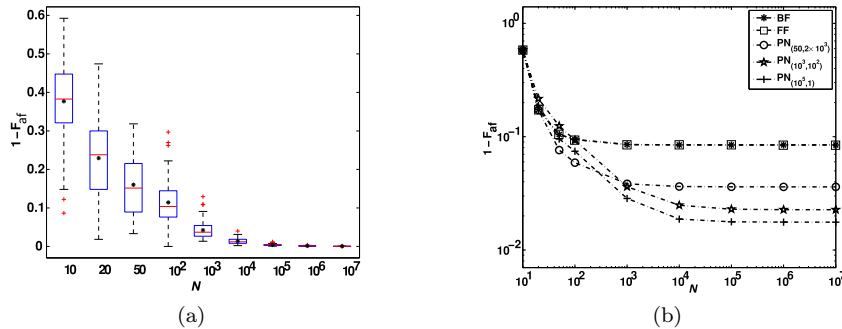 0.6
0.5
0.4
0.3
0.2
0.1
0
1−F_af
10 20 50 10^2 10^3 10^4 10^5 10^6 10^7
N
(a)
10^0
10^−1
10^−2
1−F_af
BF
FF
PN_(50,2×10^3)
PN_(10^3,10^2)
PN_(10^5,1)
10^1 10^2 10^3 10^4 10^5 10^6 10^7
N
(b)